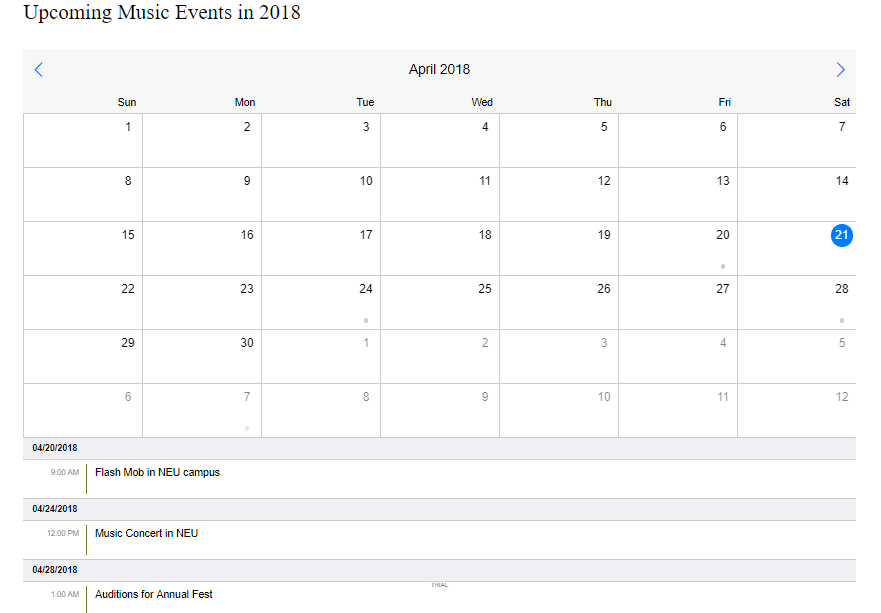 Upcoming Music Events in 2018
April 2018
Sun Mon Tue Wed Thu Fri Sat
1 2 3 4 5 6 7
8 9 10 11 12 13 14
15 16 17 18 19 20 21
22 23 24 25 26 27 28
29 30 1 2 3 4 5
6 7 8 9 10 11 12
04/20/2018
9:00 AM Flash Mob in NEU campus
04/24/2018
12:00 PM Music Concert in NEU
04/28/2018
TRIAL
1:00 AM Auditions for Annual Fest